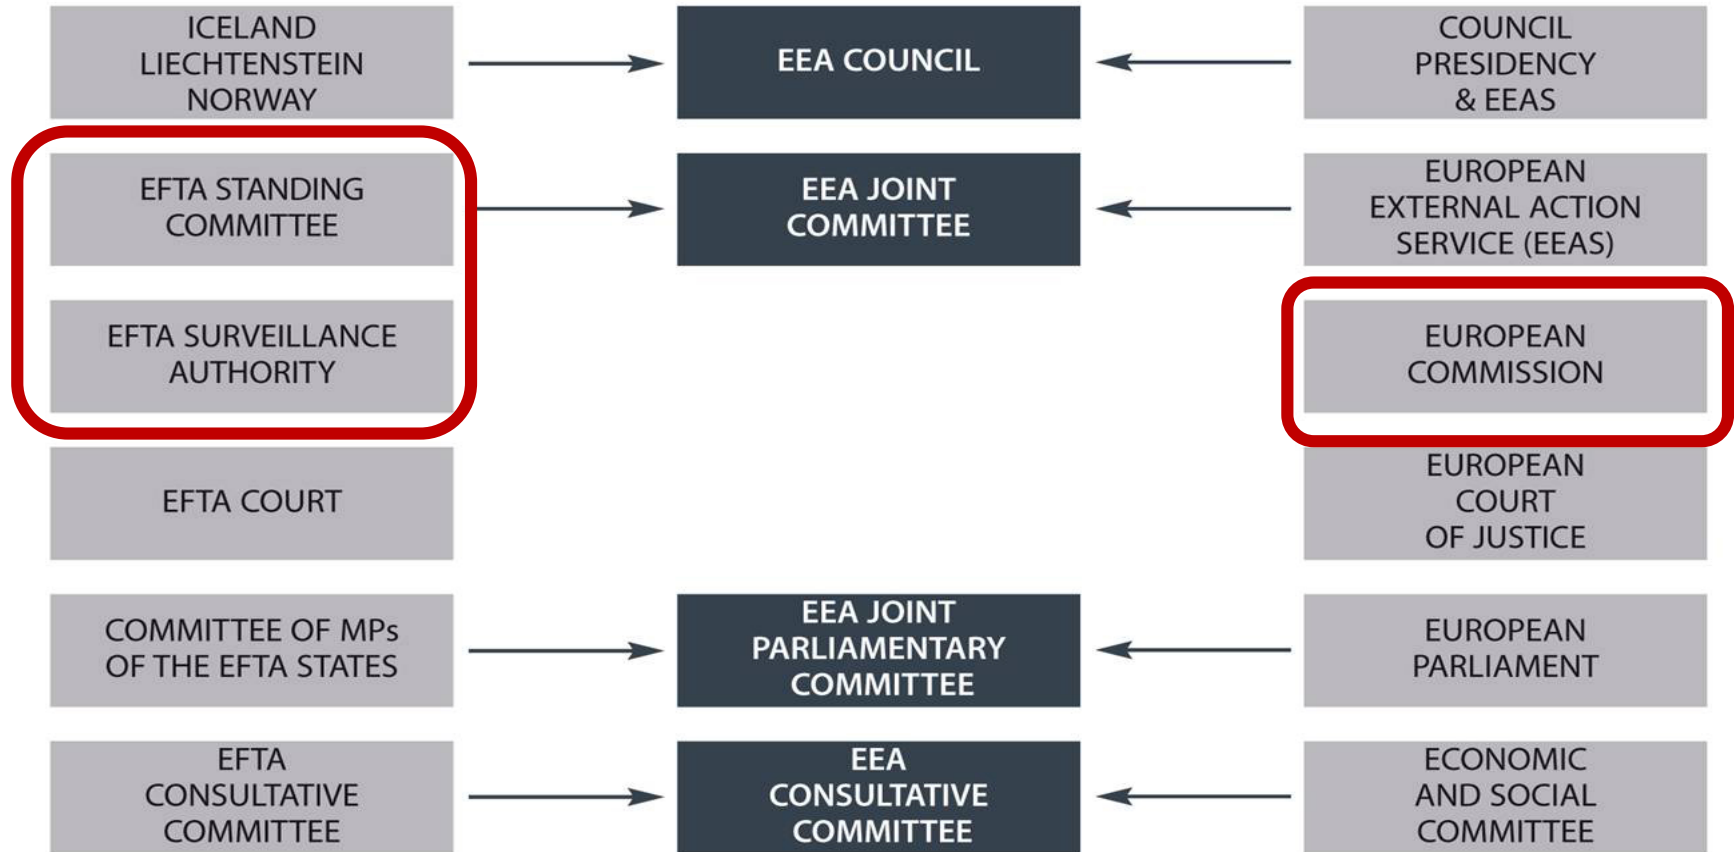 ICELAND
LIECHTENSTEIN
NORWAY
EEA COUNCIL
COUNCIL
PRESIDENCY
& EEAS
EFTA STANDING
COMMITTEE
EEA JOINT
COMMITTEE
EUROPEAN
EXTERNAL ACTION
SERVICE (EEAS)
EFTA SURVEILLANCE
AUTHORITY
EUROPEAN
COMMISSION
EFTA COURT
EUROPEAN
COURT
OF JUSTICE
COMMITTEE OF MPs
OF THE EFTA STATES
EEA JOINT
PARLIAMENTARY
COMMITTEE
EUROPEAN
PARLIAMENT
EFTA
CONSULTATIVE
COMMITTEE
EEA
CONSULTATIVE
COMMITTEE
ECONOMIC
AND SOCIAL
COMMITTEE